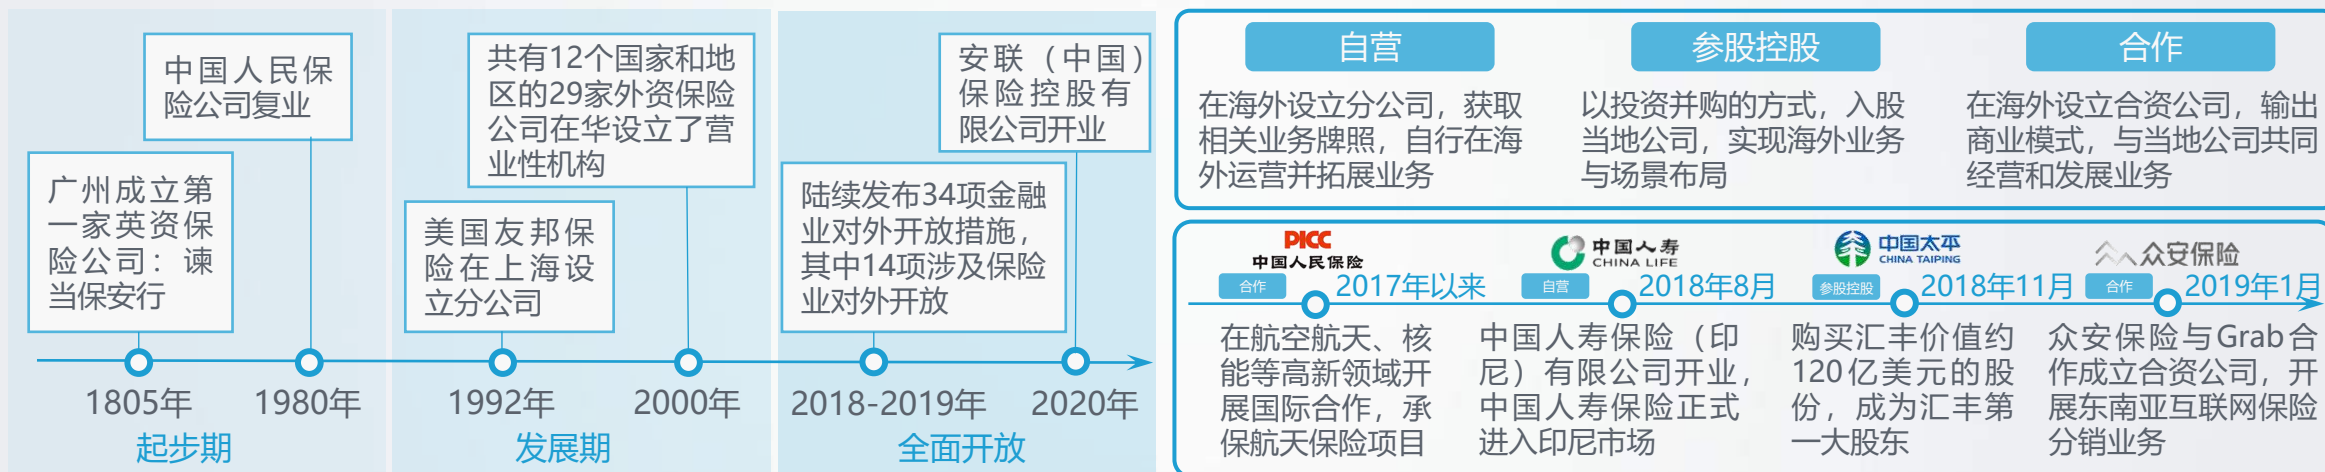 中国人民保
险公司复业
共有12个国家和地
区的29家外资保险
公司在华设立了营
业性机构
安联（中国）
保险控股有
限公司开业
广州成立第
一家英资保
险公司：谏
当保安行
美国友邦保
险在上海设
立分公司
陆续发布34项金融
业对外开放措施，
其中14项涉及保险
业对外开放
1805年
1980年
1992年
2000年
2018-2019年
2020年
起步期
发展期
全面开放
自营
在海外设立分公司，获取
相关业务牌照，自行在海
外运营并拓展业务
参股控股
以投资并购的方式，入股
当地公司，实现海外业务
与场景布局
合作
在海外设立合资公司，输出
商业模式，与当地公司共同
经营和发展业务
PICC
中国人民保险
合作
2017年以来
在航空航天、核
能等高新领域开
展国际合作，承
保航天保险项目
中国人寿
CHINA LIFE
自营
2018年8月
中国人寿保险（印
尼）有限公司开业，
中国人寿保险正式
进入印尼市场
中国太平
CHINA TAIPING
参股控股
2018年11月
购买汇丰价值约
120亿美元的股
份，成为汇丰第
一大股东
众安保险
合作
2019年1月
众安保险与Grab合
作成立合资公司，开
展东南亚互联网保险
分销业务